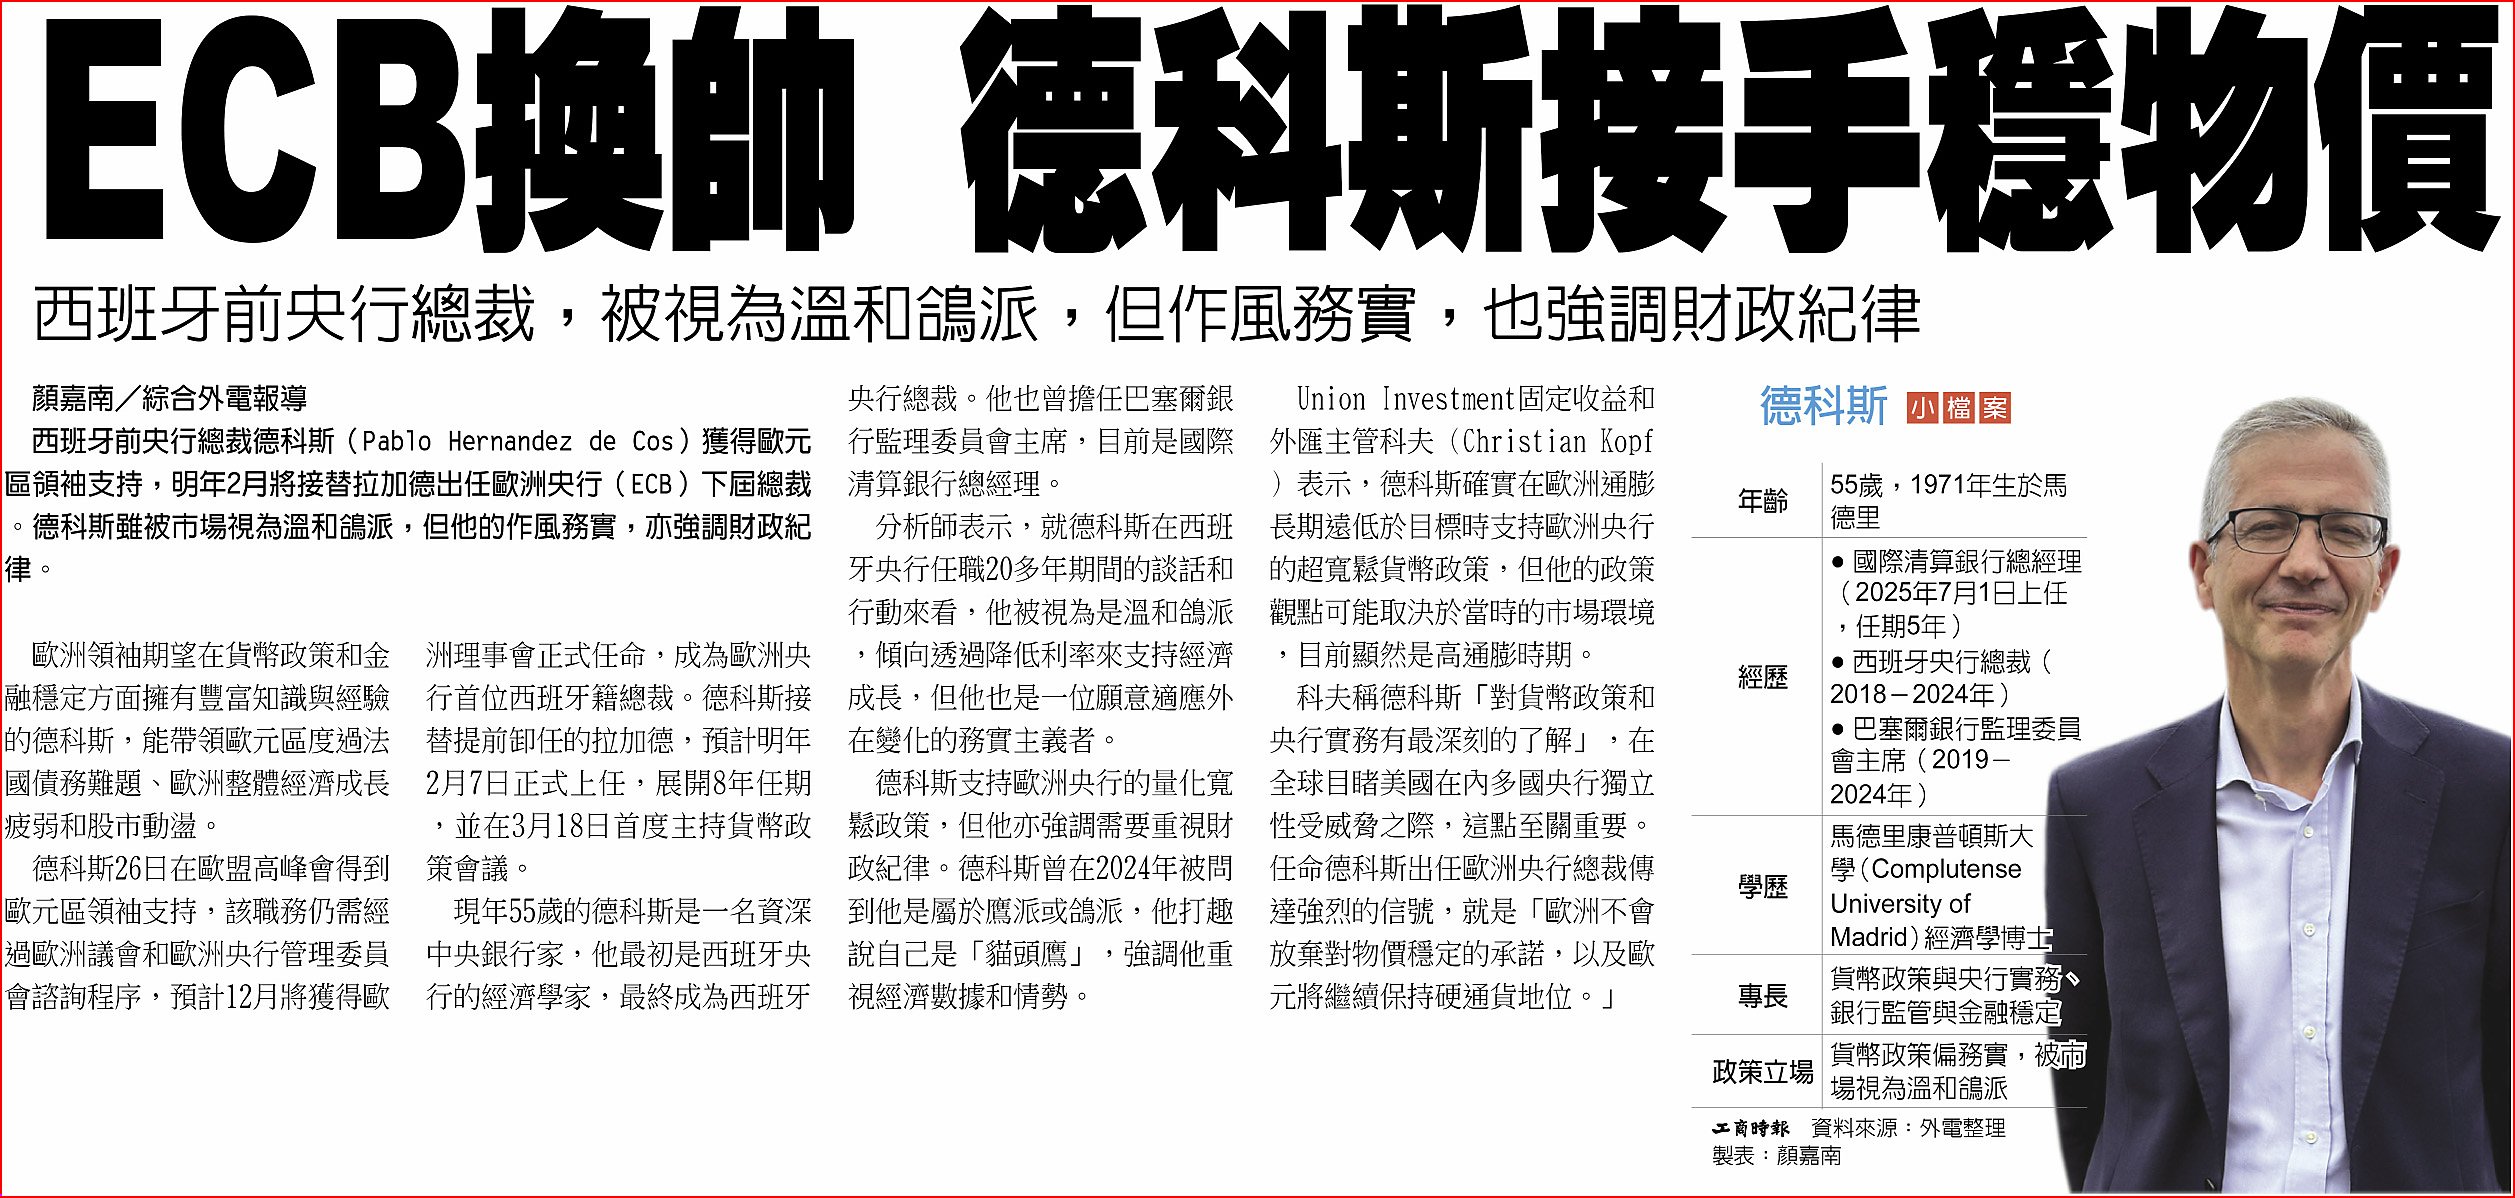 ECB換帥 德科斯接手穩物價
西班牙前央行總裁，被視為溫和鴿派，但作風務實，也強調財政紀律
顏嘉南／綜合外電報導
西班牙前央行總裁德科斯（Pablo Hernandez de Cos）獲得歐元
區領袖支持，明年2月將接替拉加德出任歐洲央行（ECB）下屆總裁
。德科斯雖被市場視為溫和鴿派，但他的作風務實，亦強調財政紀
律。
歐洲領袖期望在貨幣政策和金
融穩定方面擁有豐富知識與經驗
的德科斯，能帶領歐元區度過法
國債務難題、歐洲整體經濟成長
疲弱和股市動盪。
德科斯26日在歐盟高峰會得到
歐元區領袖支持，該職務仍需經
過歐洲議會和歐洲央行管理委員
會諮詢程序，預計12月將獲得歐
洲理事會正式任命，成為歐洲央
行首位西班牙籍總裁。德科斯接
替提前卸任的拉加德，預計明年
2月7日正式上任，展開8年任期
，並在3月18日首度主持貨幣政
策會議。
現年55歲的德科斯是一名資深
中央銀行家，他最初是西班牙央
行的經濟學家，最終成為西班牙
央行總裁。他也曾擔任巴塞爾銀
行監理委員會主席，目前是國際
清算銀行總經理。
分析師表示，就德科斯在西班
牙央行任職20多年期間的談話和
行動來看，他被視為是溫和鴿派
，傾向透過降低利率來支持經濟
成長，但他也是一位願意適應外
在變化的務實主義者。
德科斯支持歐洲央行的量化寬
鬆政策，但他亦強調需要重視財
政紀律。德科斯曾在2024年被問
到他是屬於鷹派或鴿派，他打趣
說自己是「貓頭鷹」，強調他重
視經濟數據和情勢。
Union Investment固定收益和
外匯主管科夫（Christian Kopf
）表示，德科斯確實在歐洲通膨
長期遠低於目標時支持歐洲央行
的超寬鬆貨幣政策，但他的政策
觀點可能取決於當時的市場環境
，目前顯然是高通膨時期。
科夫稱德科斯「對貨幣政策和
央行實務有最深刻的了解」，在
全球目睹美國在內多國央行獨立
性受威脅之際，這點至關重要。
任命德科斯出任歐洲央行總裁傳
達強烈的信號，就是「歐洲不會
放棄對物價穩定的承諾，以及歐
元將繼續保持硬通貨地位。」
德科斯 小檔案
年齡
55歲，1971年生於馬
德里
經歷
● 國際清算銀行總經理
（2025年7月1日上任
，任期5年）
● 西班牙央行總裁（
2018－2024年）
● 巴塞爾銀行監理委員
會主席（2019－
2024年）
學歷
馬德里康普頓斯大
學（Complutense
University of
Madrid）經濟學博士
專長
貨幣政策與央行實務、
銀行監管與金融穩定
政策立場
貨幣政策偏務實，被市
場視為溫和鴿派
工商時報 資料來源：外電整理
製表：顏嘉南